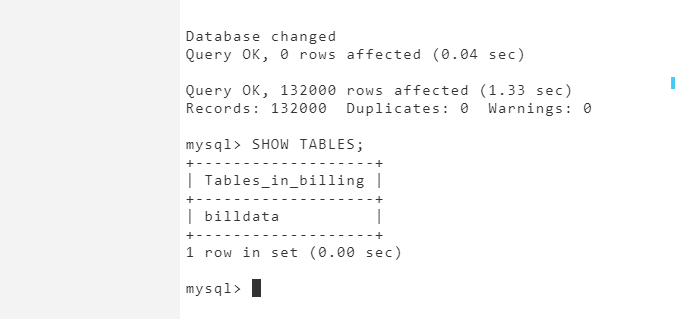 Database changed
Query OK, 0 rows affected (0.04 sec)
Query OK, 132000 rows affected (1.33 sec)
Records: 132000  Duplicates: 0  Warnings: 0
mysql> SHOW TABLES;
+-------------------+
| Tables_in_billing |
+-------------------+
| billdata          |
+-------------------+
1 row in set (0.00 sec)
mysql>